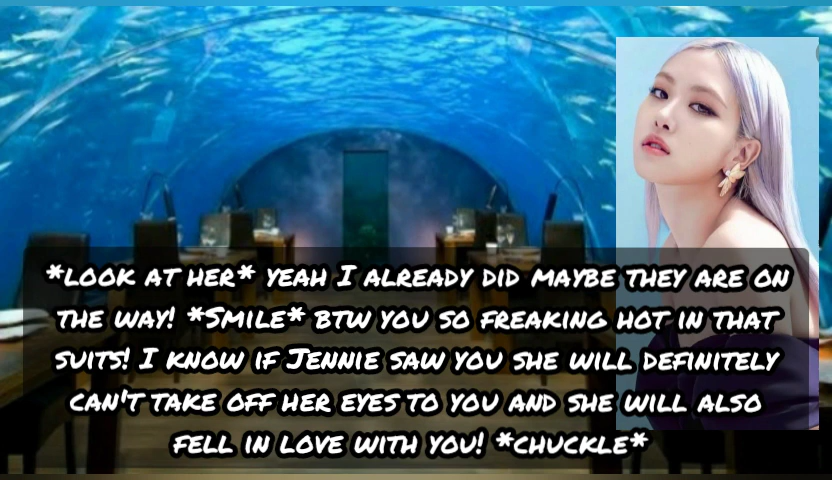 *look at her* yeah I already did maybe they are on
the way! *Smile* btw you so freaking hot in that
suits! I know if Jennie saw you she will definitely
can't take off her eyes to you and she will also
fell in love with you! *chuckle*